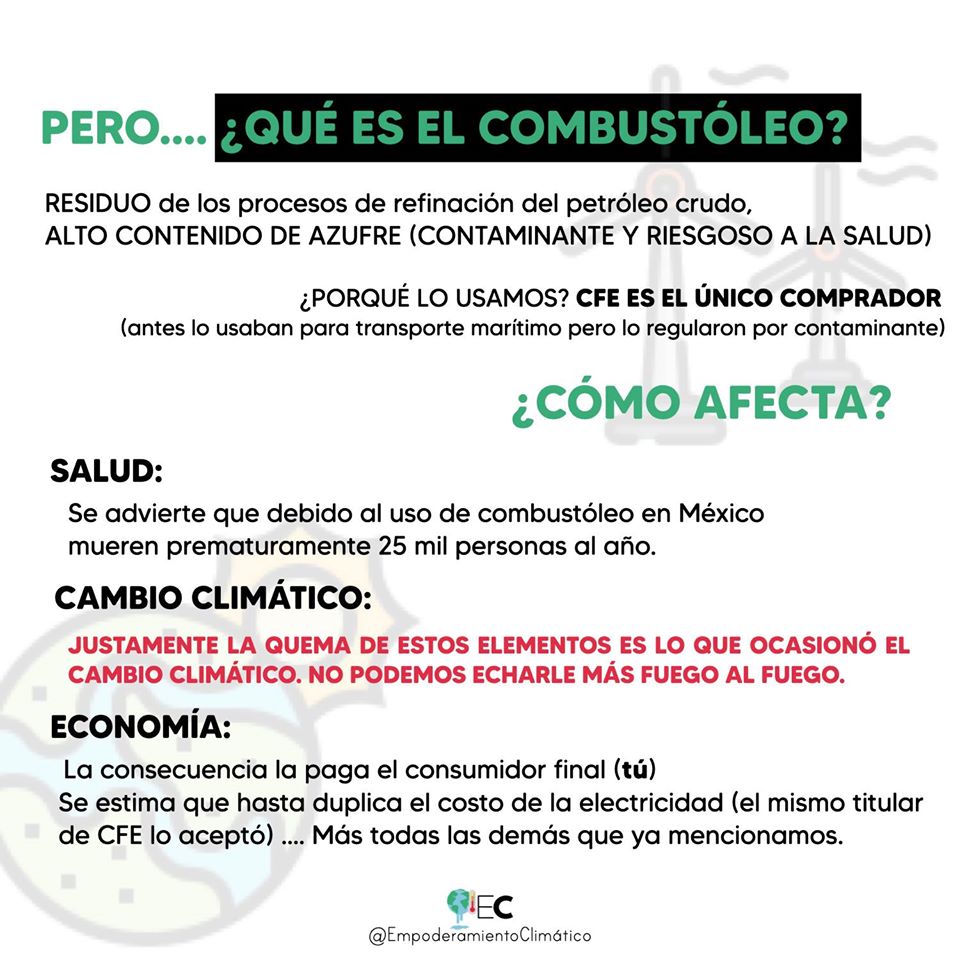 PERO.... ¿QUÉ ES EL COMBUSTÓLEO?
RESIDUO de los procesos de refinación del petróleo crudo,
ALTO CONTENIDO DE AZUFRE (CONTAMINANTE Y RIESGOSO A LA SALUD)
¿PORQUÉ LO USAMOS? CFE ES EL ÚNICO COMPRADOR
(antes lo usaban para transporte marítimo pero lo regularon por contaminante)
¿CÓMO AFECTA?
SALUD:
Se advierte que debido al uso de combustóleo en México
mueren prematuramente 25 mil personas al año.
CAMBIO CLIMÁTICO:
JUSTAMENTE LA QUEMA DE ESTOS ELEMENTOS ES LO QUE OCASIONÓ EL
CAMBIO CLIMÁTICO. NO PODEMOS ECHARLE MÁS FUEGO AL FUEGO.
ECONOMÍA:
La consecuencia la paga el consumidor final (tú)
Se estima que hasta duplica el costo de la electricidad (el mismo titular
de CFE lo aceptó) .... Más todas las demás que ya mencionamos.
EC
@EmpoderamientoClimático